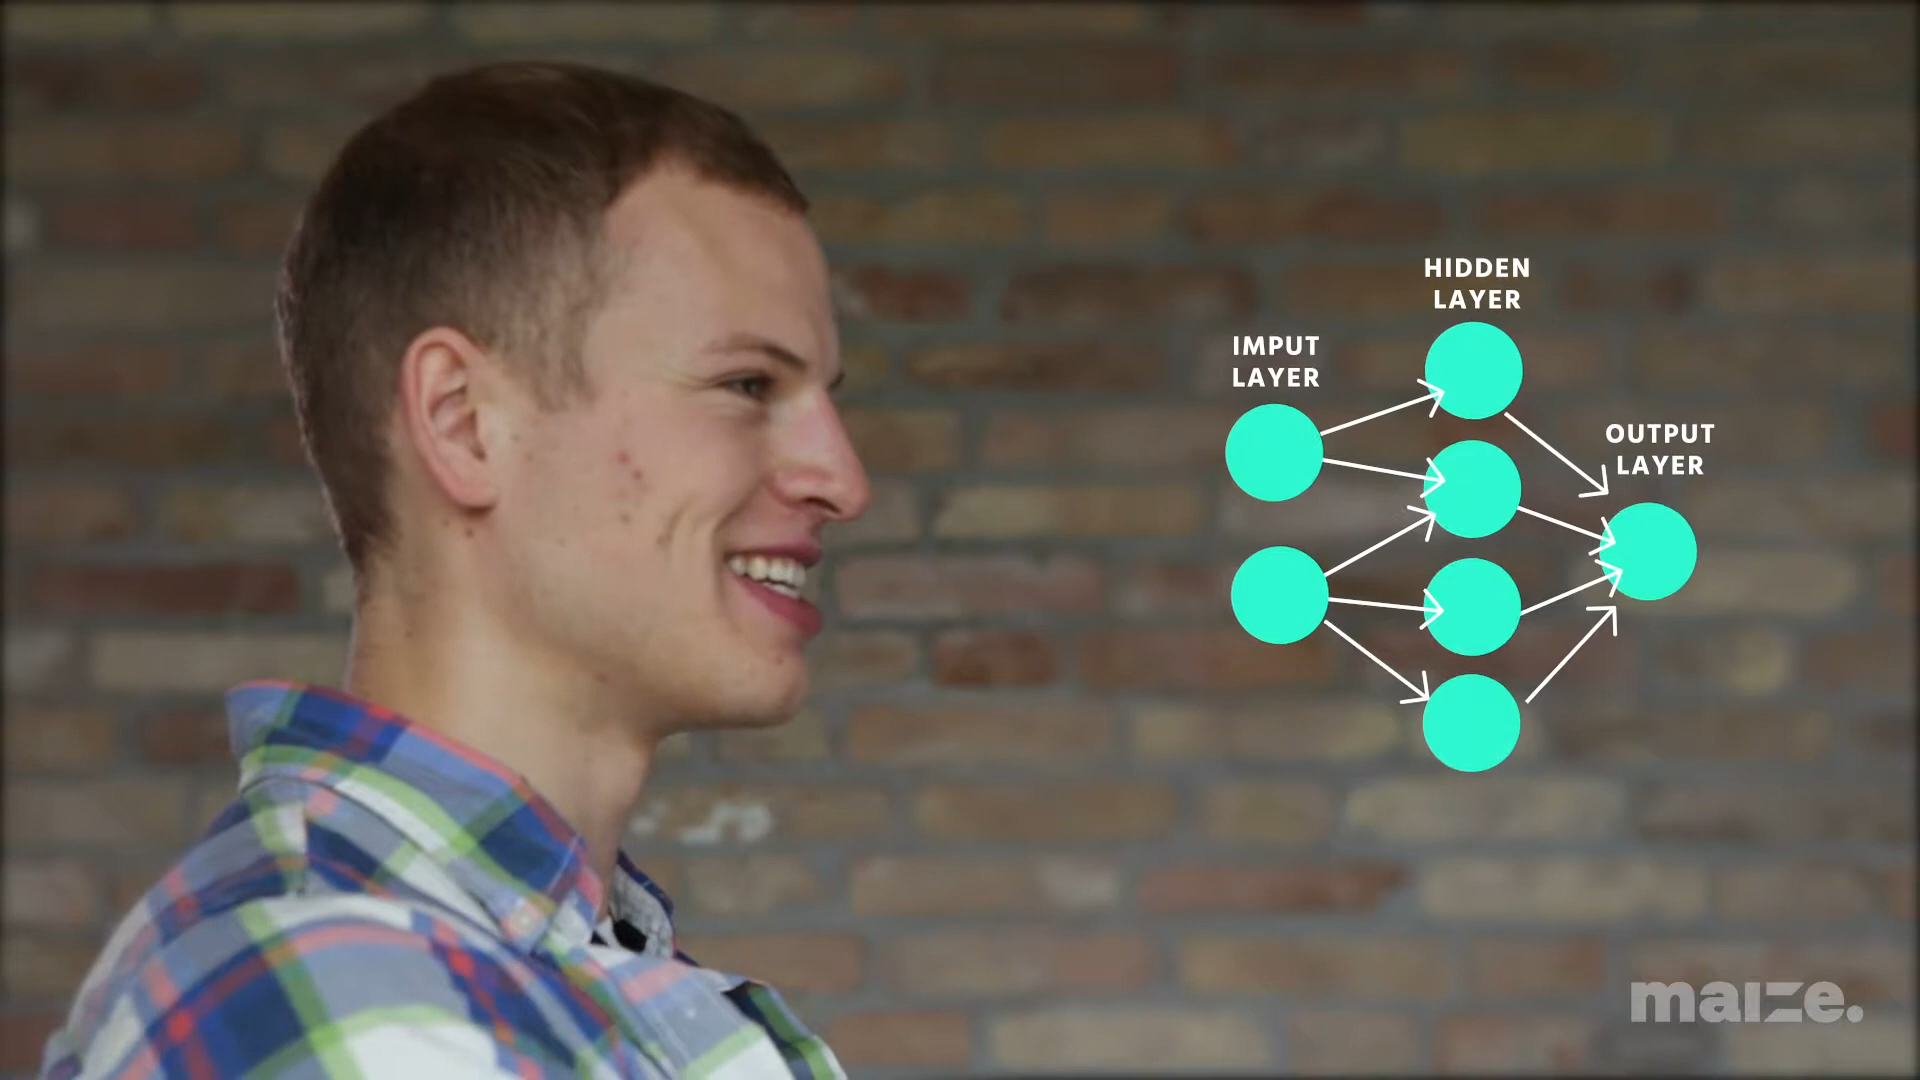 HIDDEN
LAYER
IMPUT
LAYER
OUTPUT
LAYER
maize.